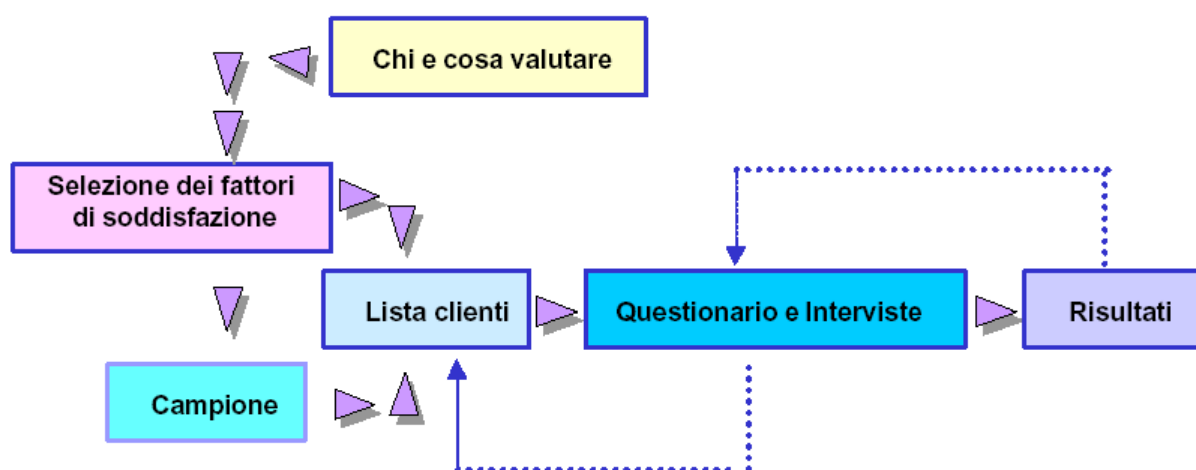 Chi e cosa valutare
Selezione dei fattori
di soddisfazione
Lista clienti
Questionario e Interviste
Risultati
Campione